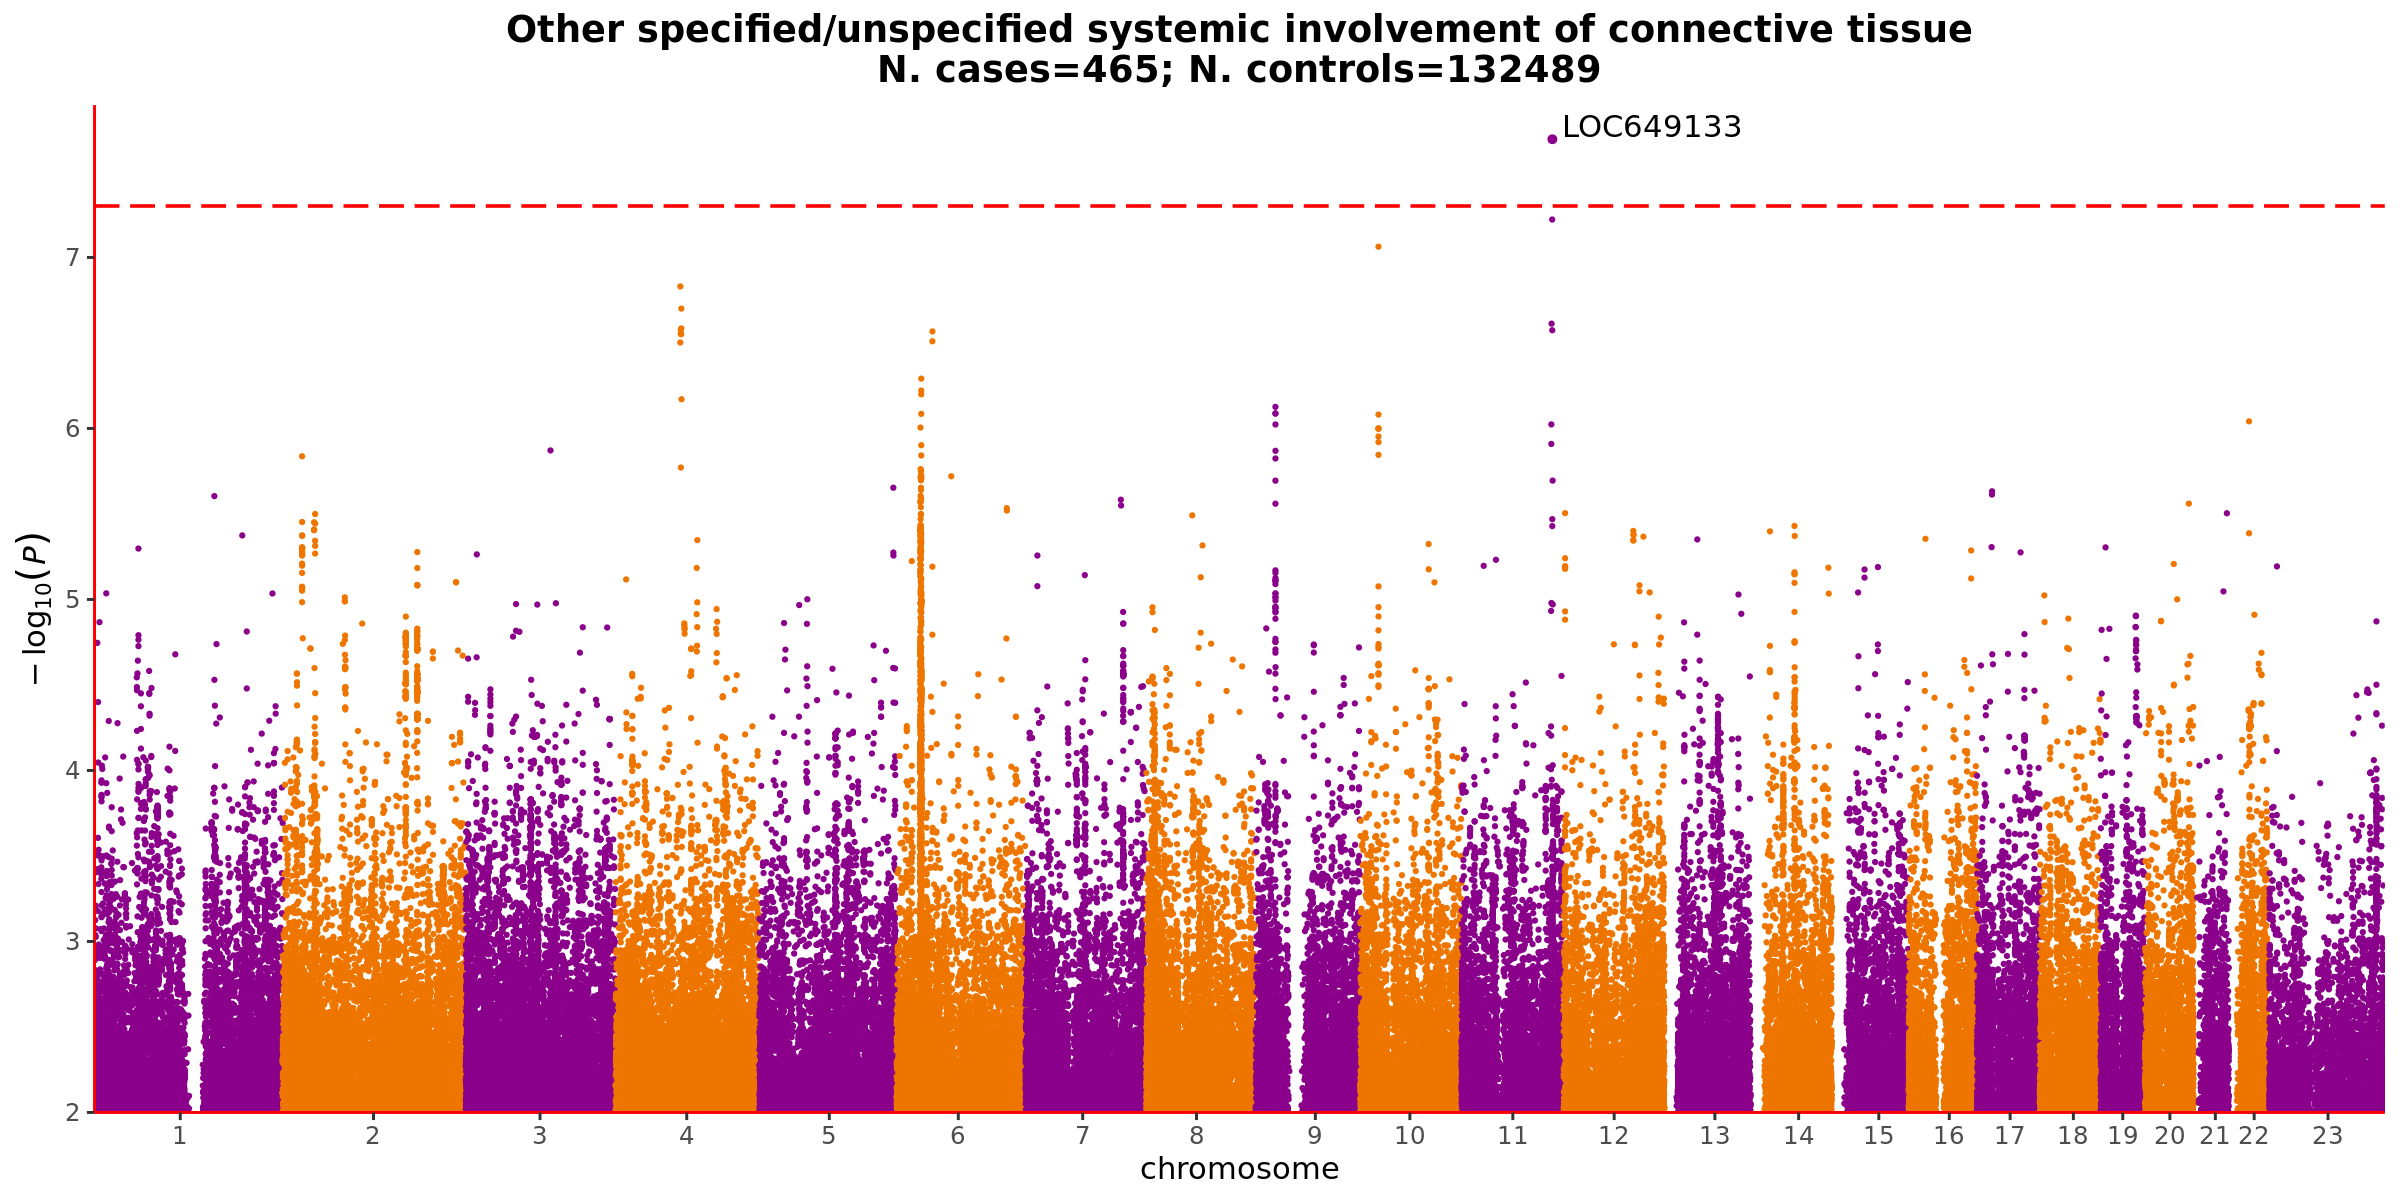 Other specified/unspecified systemic involvement of connective tissue
N. cases=465; N. controls=132489
LOC649133
7
6
5
4
3
2
−log10(P)
1 2 3 4 5 6 7 8 9 10 11 12 13 14 15 16 17 18 19 20 21 22 23
chromosome